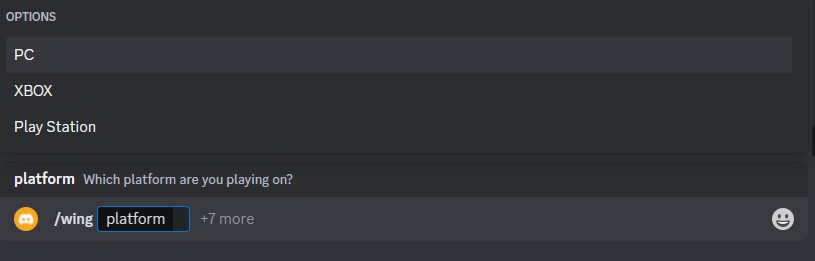 OPTIONS
PC
XBOX
Play Station
platform Which platform are you playing on?
/wing platform +7 more